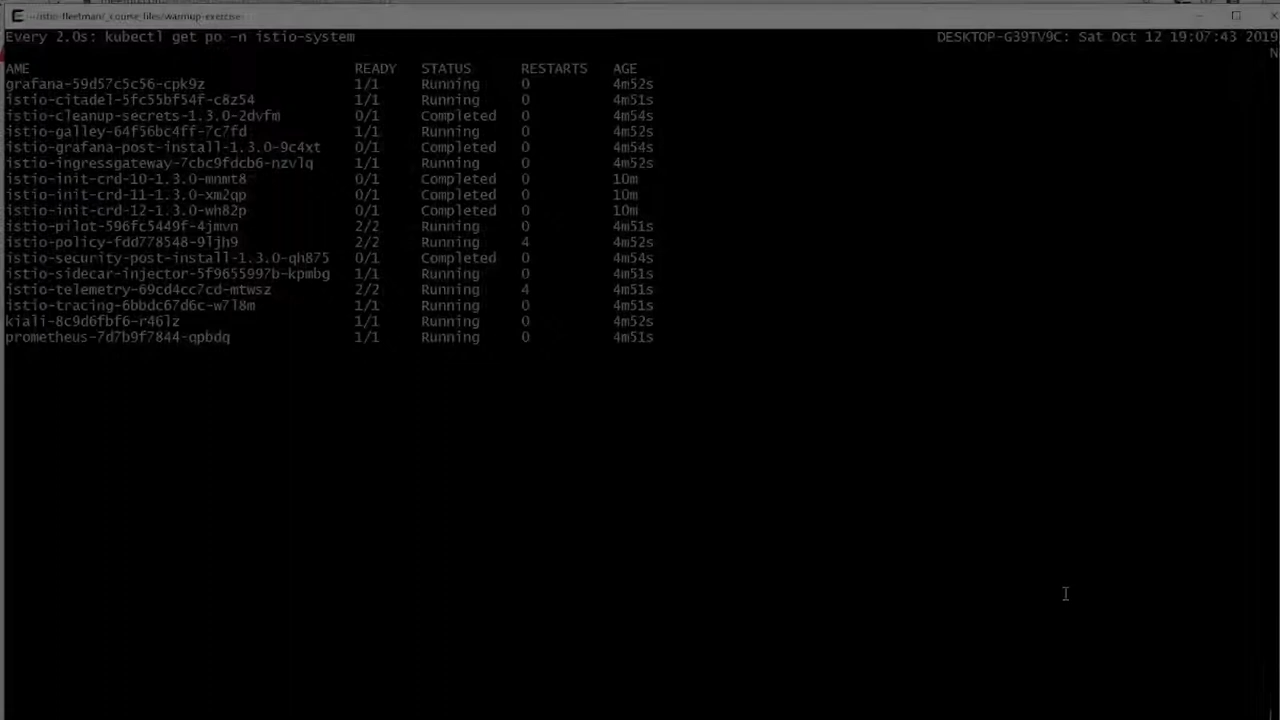 ~/istio-fleetman/_course_files/warmup-exercise
Every 2.0s: kubectl get po -n istio-system DESKTOP-G39TV9C: Sat Oct 12 19:07:43 2019
N
AME READY STATUS RESTARTS AGE
grafana-59d57c5c56-cpk9z 1/1 Running 0 4m52s
istio-citadel-5fc55bf54f-c8z54 1/1 Running 0 4m51s
istio-cleanup-secrets-1.3.0-2dvfm 0/1 Completed 0 4m54s
istio-galley-64f56bc4ff-7c7fd 1/1 Running 0 4m52s
istio-grafana-post-install-1.3.0-9c4xt 0/1 Completed 0 4m54s
istio-ingressgateway-7cbc9fdcb6-nzvlq 1/1 Running 0 4m52s
istio-init-crd-10-1.3.0-mnmt8 0/1 Completed 0 10m
istio-init-crd-11-1.3.0-xm2qp 0/1 Completed 0 10m
istio-init-crd-12-1.3.0-wh82p 0/1 Completed 0 10m
istio-pilot-596fc5449f-4jmvn 2/2 Running 0 4m51s
istio-policy-fdd778548-9ljh9 2/2 Running 4 4m52s
istio-security-post-install-1.3.0-qh875 0/1 Completed 0 4m54s
istio-sidecar-injector-5f9655997b-kpmbg 1/1 Running 0 4m51s
istio-telemetry-69cd4cc7cd-mtwsz 2/2 Running 4 4m51s
istio-tracing-6bbdc67d6c-w7l8m 1/1 Running 0 4m51s
kiali-8c9d6fbf6-r46lz 1/1 Running 0 4m52s
prometheus-7d7b9f7844-qpbdq 1/1 Running 0 4m51s